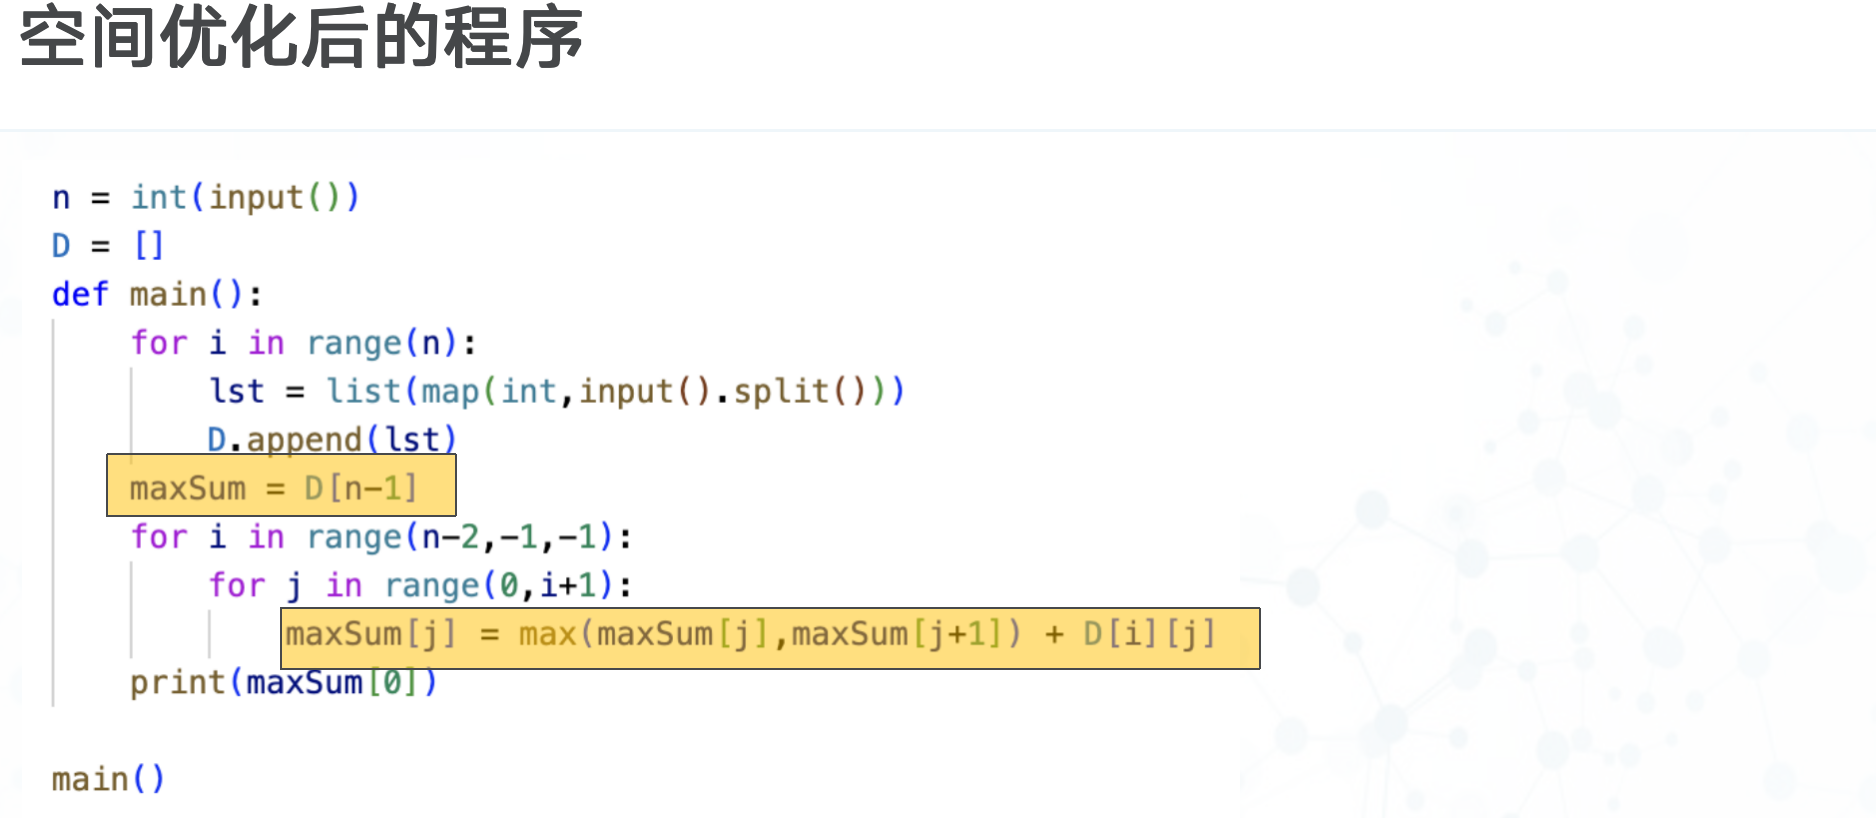 空间优化后的程序
n = int(input())
D = []
def main():
    for i in range(n):
        lst = list(map(int,input().split()))
        D.append(lst)
    maxSum = D[n-1]
    for i in range(n-2,-1,-1):
        for j in range(0,i+1):
            maxSum[j] = max(maxSum[j],maxSum[j+1]) + D[i][j]
    print(maxSum[0])
main()